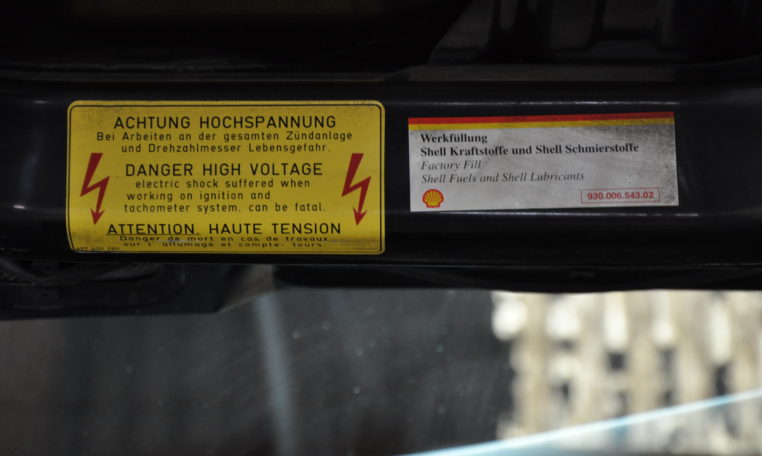 ACHTUNG HOCHSPANNUNG
Bei Arbeiten an der gesamten Zündanlage
und Drehzahlmesser Lebensgefahr.
DANGER HIGH VOLTAGE
electric shock suffered when
working on ignition and
tachometer system, can be fatal.
ATTENTION, HAUTE TENSION
Danger de mort en cas de travaux
sur l'allumage et compte-tours
Werkfüllung
Shell Kraftstoffe und Shell Schmierstoffe
Factory Fill
Shell Fuels and Shell Lubricants
930.006.543.02